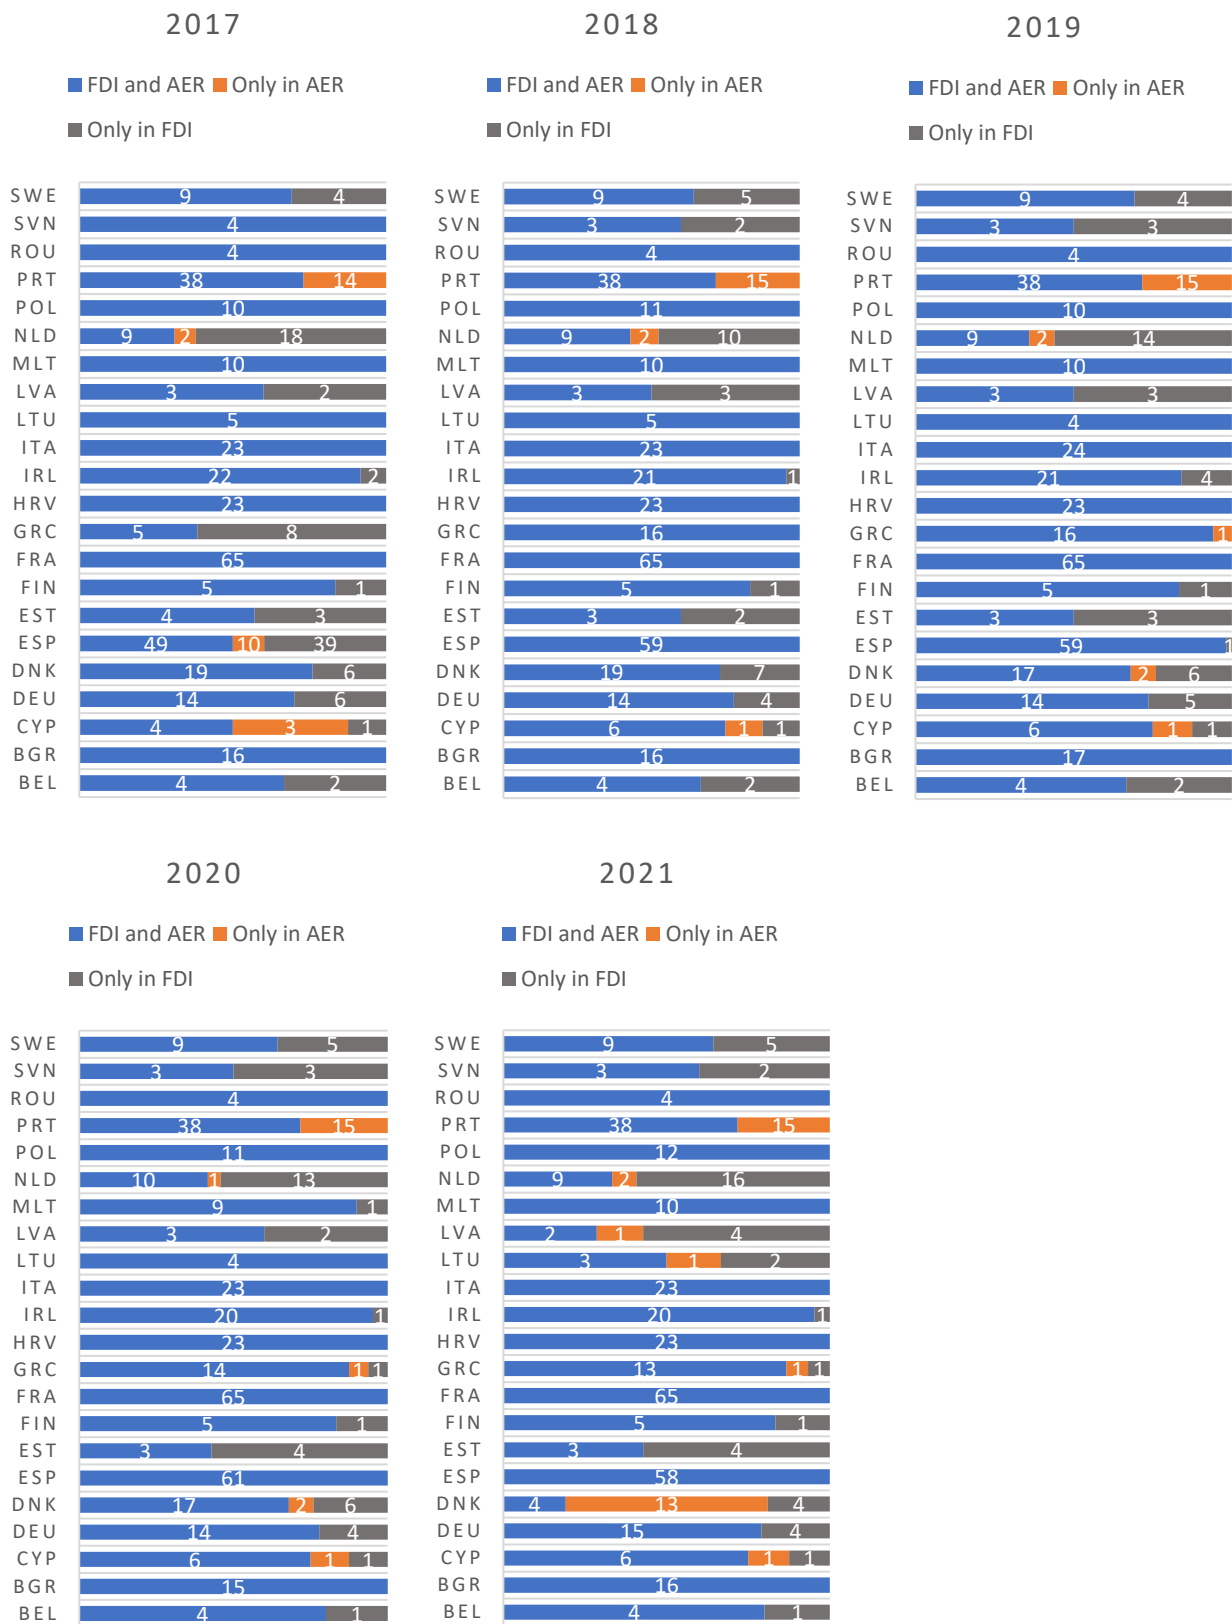 2017
FDI and AER Only in AER
Only in FDI
SWE 9 4
SVN 4
ROU 4
PRT 38 14
POL 10
NLD 9 2 18
MLT 10
LVA 3 2
LTU 5
ITA 23
IRL 22 2
HRV 23
GRC 5 8
FRA 65
FIN 5 1
EST 4 3
ESP 49 10 39
DNK 19 6
DEU 14 6
CYP 4 3 1
BGR 16
BEL 4 2
2018
FDI and AER Only in AER
Only in FDI
SWE 9 5
SVN 3 2
ROU 4
PRT 38 15
POL 11
NLD 9 2 10
MLT 10
LVA 3 3
LTU 5
ITA 23
IRL 21 1
HRV 23
GRC 16
FRA 65
FIN 5 1
EST 3 2
ESP 59
DNK 19 7
DEU 14 4
CYP 6 1 1
BGR 16
BEL 4 2
2019
FDI and AER Only in AER
Only in FDI
SWE 9 4
SVN 3 3
ROU 4
PRT 38 15
POL 10
NLD 9 2 14
MLT 10
LVA 3 3
LTU 4
ITA 24
IRL 21 4
HRV 23
GRC 16 1
FRA 65
FIN 5 1
EST 3 3
ESP 59 1
DNK 17 2 6
DEU 14 5
CYP 6 1 1
BGR 17
BEL 4 2
2020
FDI and AER Only in AER
Only in FDI
SWE 9 5
SVN 3 3
ROU 4
PRT 38 15
POL 11
NLD 10 1 13
MLT 9 1
LVA 3 2
LTU 4
ITA 23
IRL 20 1
HRV 23
GRC 14 1 1
FRA 65
FIN 5 1
EST 3 4
ESP 61
DNK 17 2 6
DEU 14 4
CYP 6 1 1
BGR 15
BEL 4 1
2021
FDI and AER Only in AER
Only in FDI
SWE 9 5
SVN 3 2
ROU 4
PRT 38 15
POL 12
NLD 9 2 16
MLT 10
LVA 2 1 4
LTU 3 1 2
ITA 23
IRL 20 1
HRV 23
GRC 13 1 1
FRA 65
FIN 5 1
EST 3 4
ESP 58
DNK 4 13 4
DEU 15 4
CYP 6 1 1
BGR 16
BEL 4 1